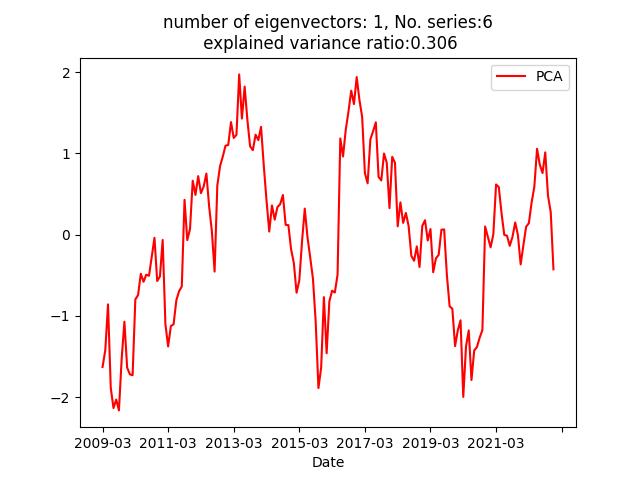 number of eigenvectors: 1, No. series:6
explained variance ratio:0.306
PCA
2
1
0
−1
−2
2009-03 2011-03 2013-03 2015-03 2017-03 2019-03 2021-03
Date